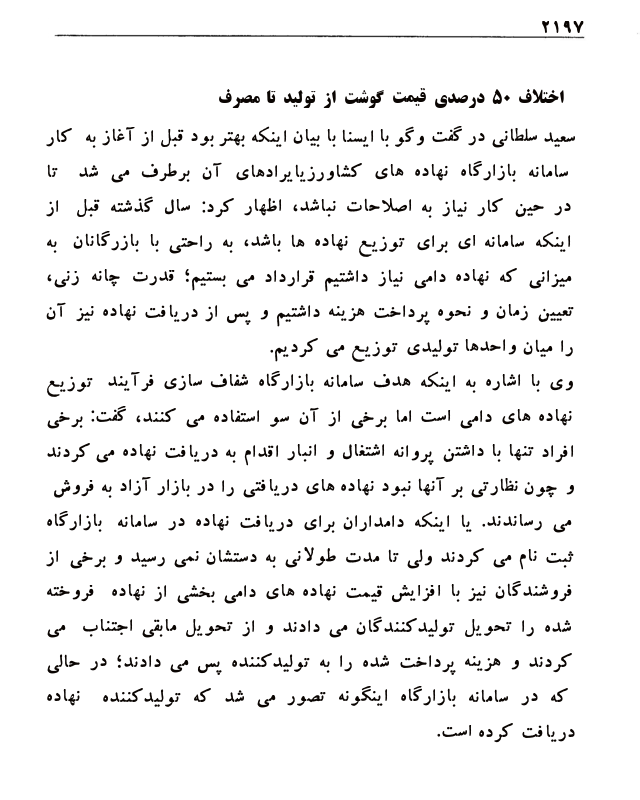 ۲۱۹۷
اختلاف ۵۰ درصدی قیمت گوشت از تولید تا مصرف
سعید سلطانی در گفت وگو با ایسنا با بیان اینکه بهتر بود قبل از آغاز به کار
سامانه بازارگاه نهاده های کشاورزیایرادهای آن برطرف می شد تا
در حین کار نیاز به اصلاحات نباشد، اظهار کرد: سال گذشته قبل از
اینکه سامانه ای برای توزیع نهاده ها باشد، به راحتی با بازرگانان به
میزانی که نهاده دامی نیاز داشتیم قرارداد می بستیم؛ قدرت چانه زنی،
تعیین زمان و نحوه پرداخت هزینه داشتیم و پس از دریافت نهاده نیز آن
را میان واحدها تولیدی توزیع می کردیم.
وی با اشاره به اینکه هدف سامانه بازارگاه شفاف سازی فرآیند توزیع
نهاده های دامی است اما برخی از آن سو استفاده می کنند، گفت: برخی
افراد تنها با داشتن پروانه اشتغال و انبار اقدام به دریافت نهاده می کردند
و چون نظارتی بر آنها نبود نهاده های دریافتی را در بازار آزاد به فروش
می رساندند. یا اینکه دامداران برای دریافت نهاده در سامانه بازارگاه
ثبت نام می کردند ولی تا مدت طولانی به دستشان نمی رسید و برخی از
فروشندگان نیز با افزایش قیمت نهاده های دامی بخشی از نهاده فروخته
شده را تحویل تولیدکنندگان می دادند و از تحویل مابقی اجتناب می
کردند و هزینه پرداخت شده را به تولیدکننده پس می دادند؛ در حالی
که در سامانه بازارگاه اینگونه تصور می شد که تولیدکننده نهاده
دریافت کرده است.